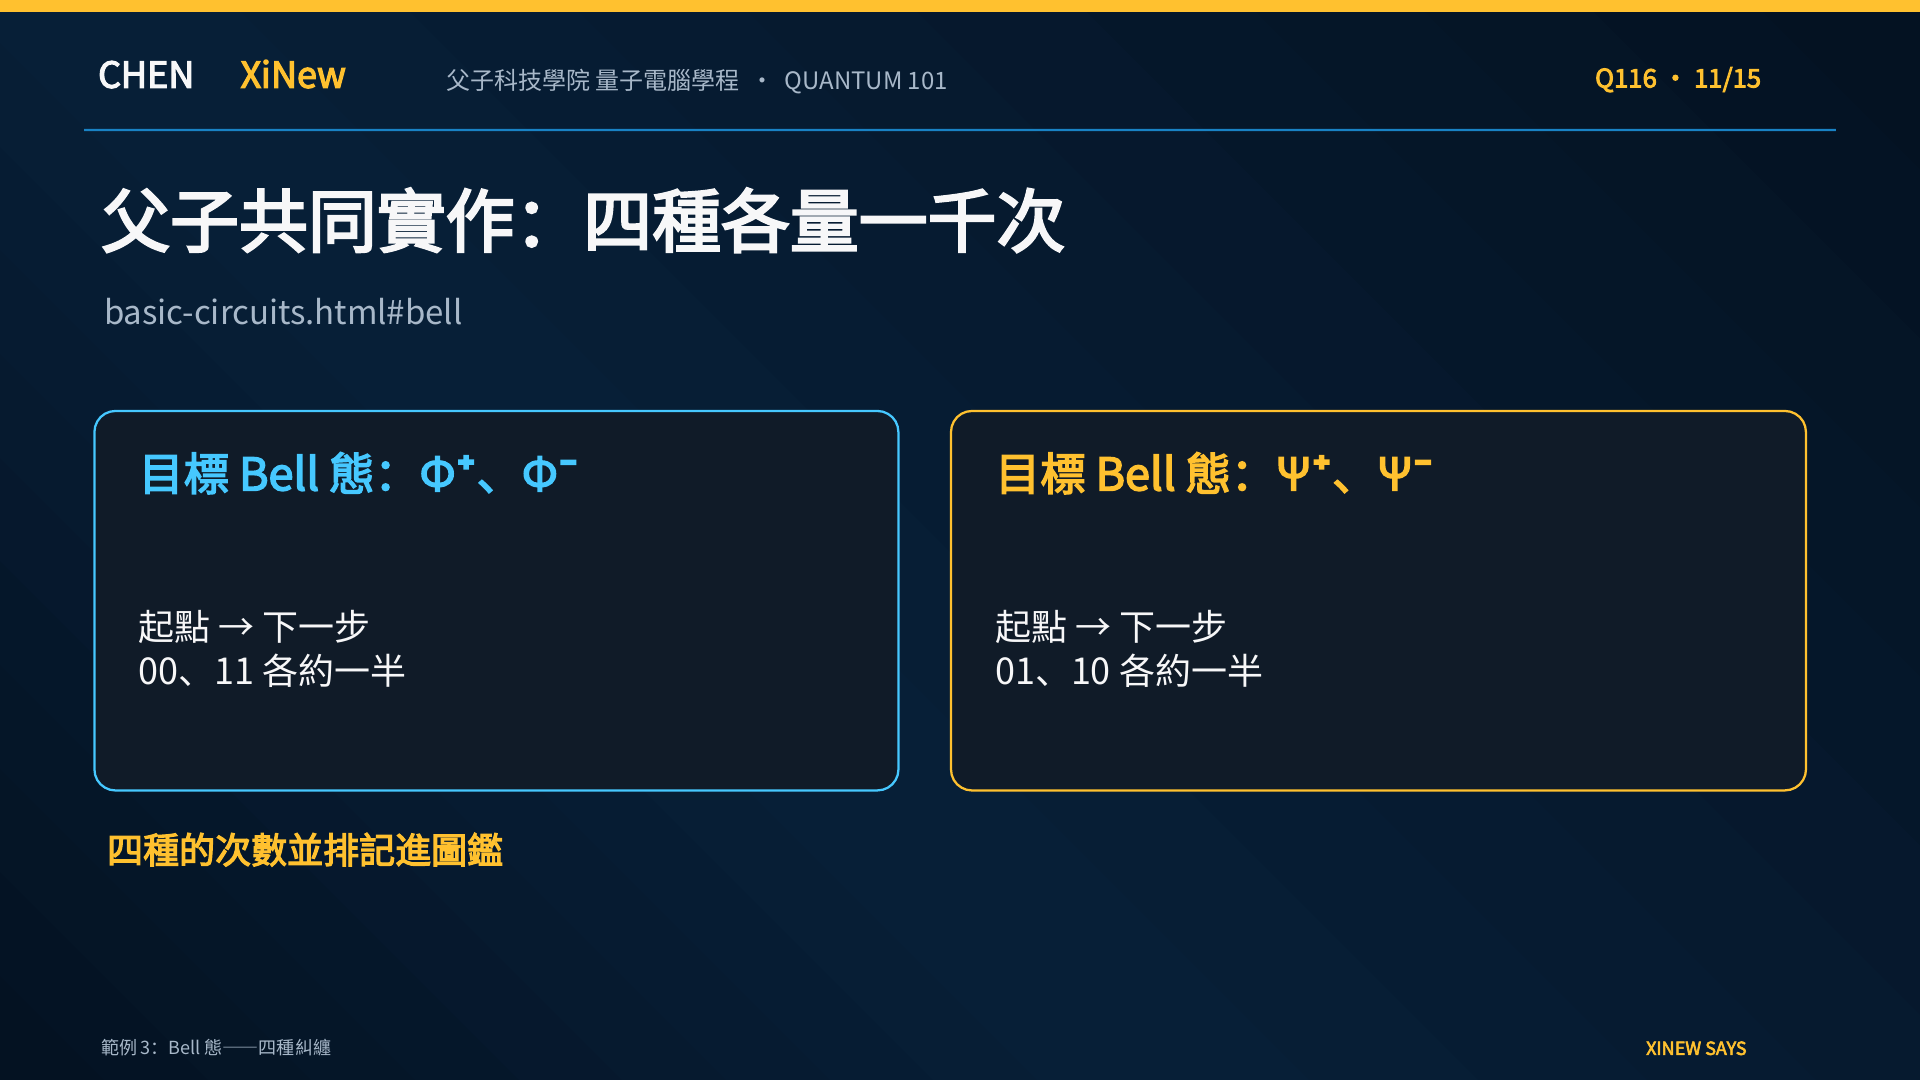 CHEN XiNew 父子科技學院 量子電腦學程 · QUANTUM 101 Q116 · 11/15
父子共同實作：四種各量一千次
basic-circuits.html#bell
目標 Bell 態：Φ⁺、Φ⁻
起點 → 下一步
00、11 各約一半
目標 Bell 態：Ψ⁺、Ψ⁻
起點 → 下一步
01、10 各約一半
四種的次數並排記進圖鑑
範例 3：Bell 態——四種糾纏 XINEW SAYS